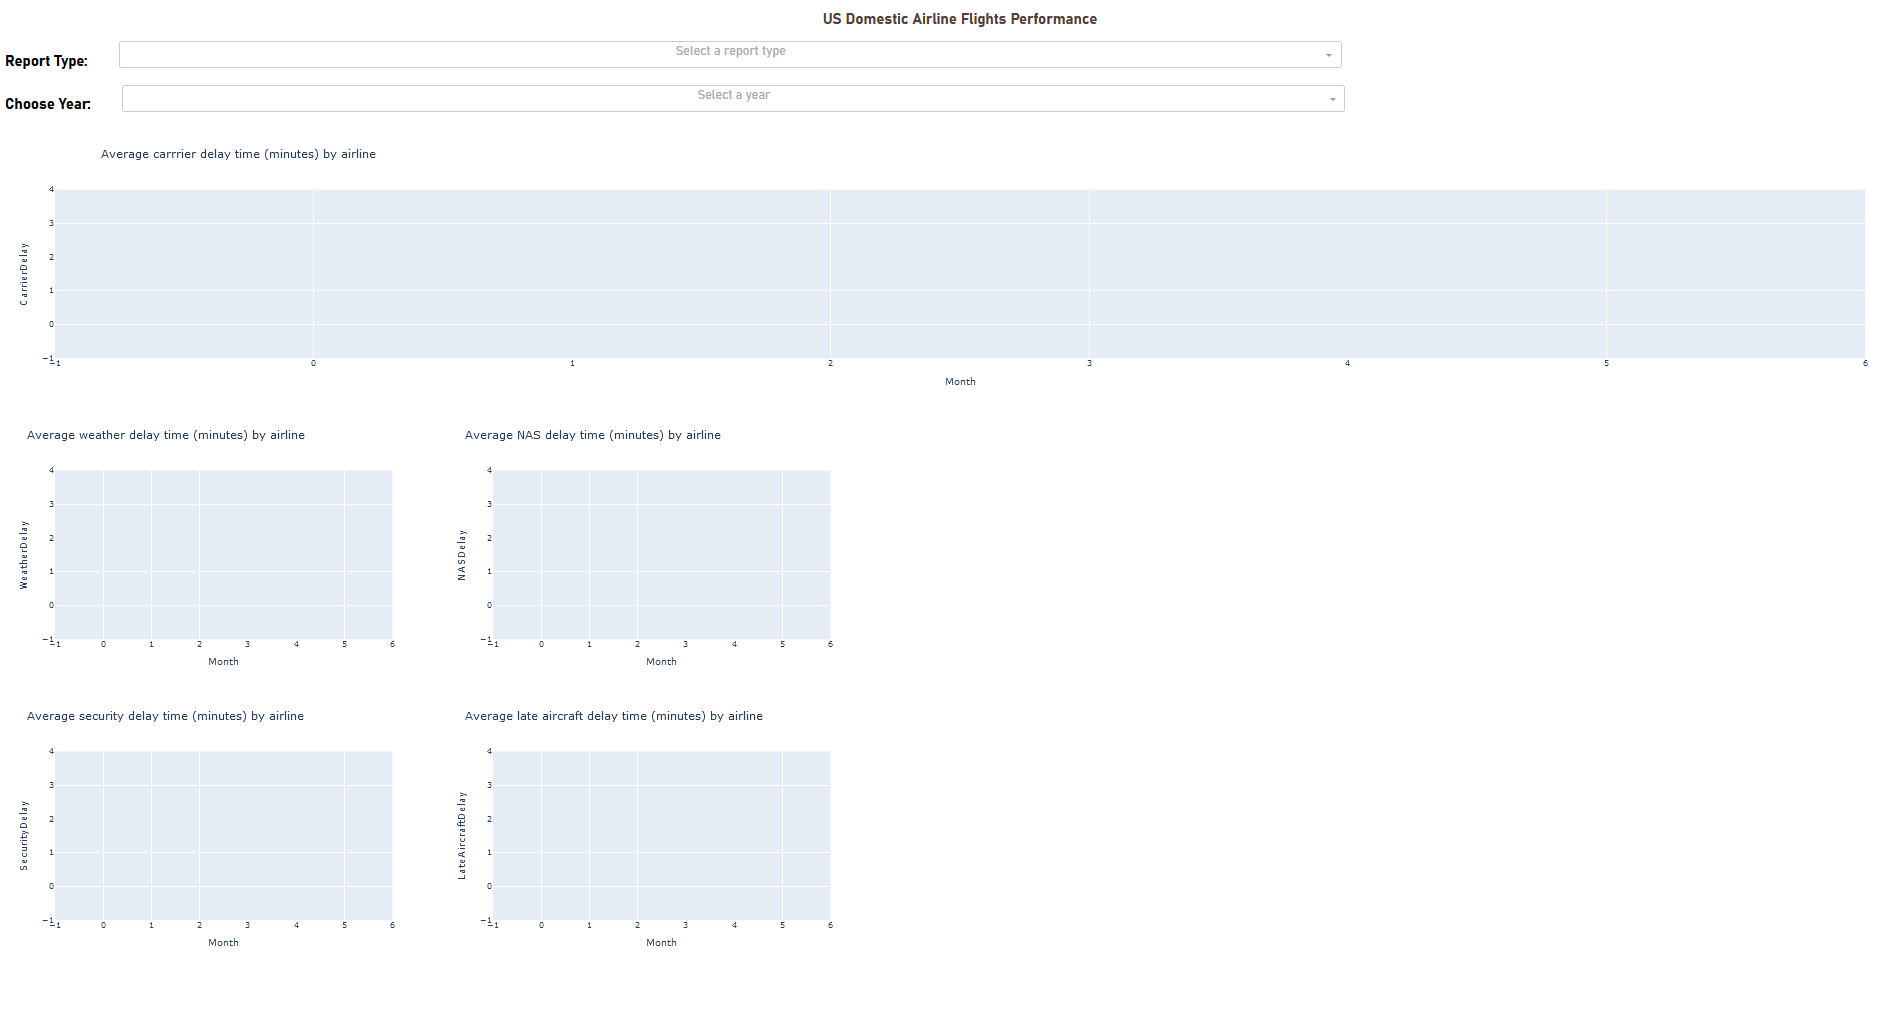 US Domestic Airline Flights Performance
Report Type:
Select a report type
Choose Year:
Select a year
Average carrrier delay time (minutes) by airline
CarrierDelay
4
3
2
1
0
−1
−1 0 1 2 3 4 5 6
Month
Average weather delay time (minutes) by airline
WeatherDelay
4
3
2
1
0
−1
−1 0 1 2 3 4 5 6
Month
Average NAS delay time (minutes) by airline
NASDelay
4
3
2
1
0
−1
−1 0 1 2 3 4 5 6
Month
Average security delay time (minutes) by airline
SecurityDelay
4
3
2
1
0
−1
−1 0 1 2 3 4 5 6
Month
Average late aircraft delay time (minutes) by airline
LateAircraftDelay
4
3
2
1
0
−1
−1 0 1 2 3 4 5 6
Month